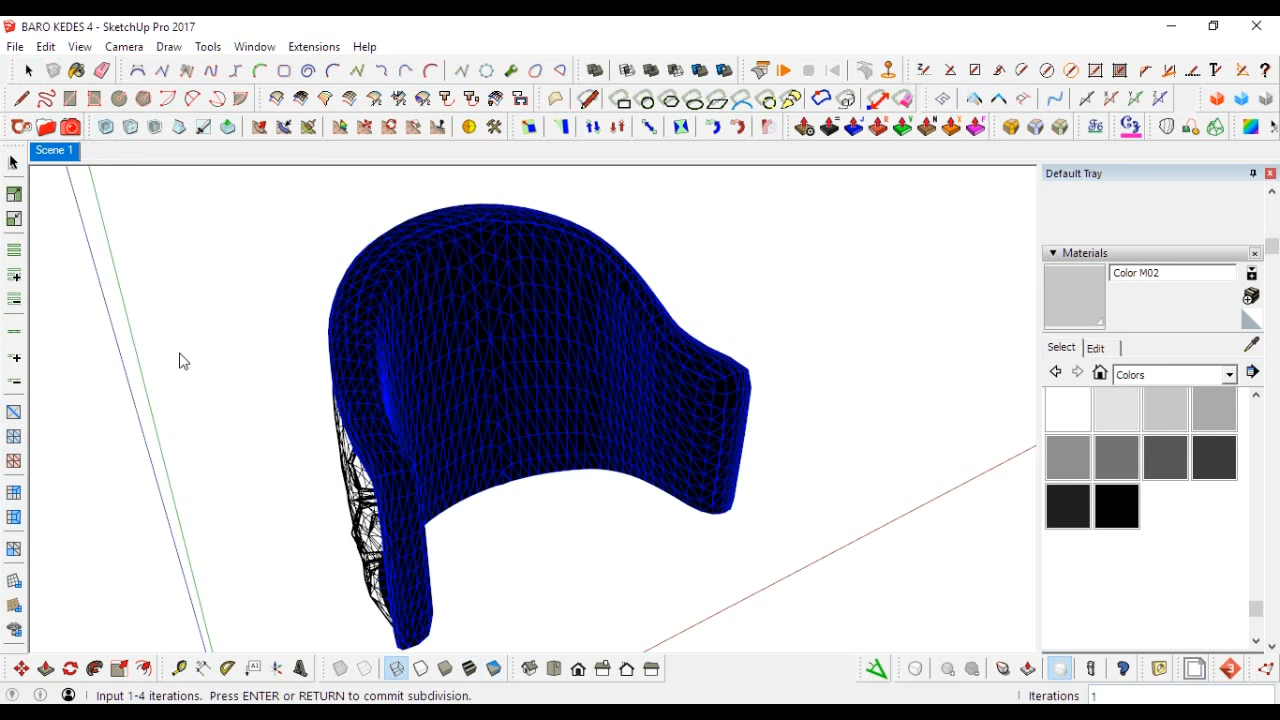 BARO KEDES 4 - SketchUp Pro 2017
File Edit View Camera Draw Tools Window Extensions Help
Scene 1
Default Tray
Materials
Color M02
Select Edit
Colors
Input 1-4 iterations. Press ENTER or RETURN to commit subdivision.
Iterations 1